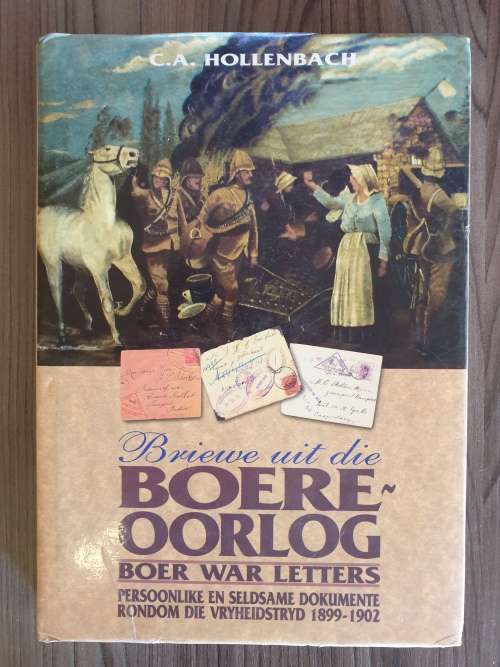 C.A. HOLLENBACH
Briewe uit die
BOERE~
OORLOG
BOER WAR LETTERS
PERSOONLIKE EN SELDSAME DOKUMENTE
RONDOM DIE VRYHEIDSTRYD 1899-1902